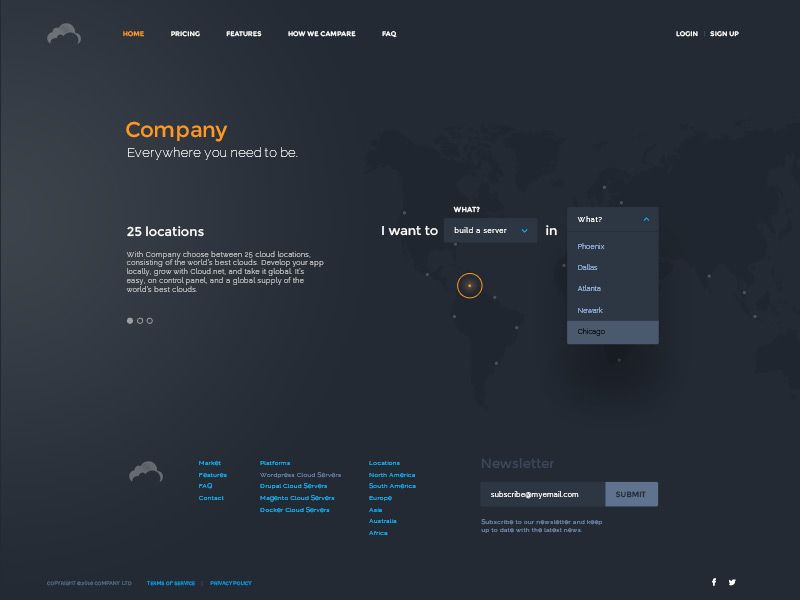 HOME
PRICING
FEATURES
HOW WE CAMPARE
FAQ
LOGIN
SIGN UP
Company
Everywhere you need to be.
25 locations
With Company choose between 25 cloud locations,
consisting of the world's best clouds. Develop your app
locally, grow with Cloud.net, and take it global. It's
easy, on control panel, and a global supply of the
world's best clouds.
WHAT?
I want to
build a server
in
What?
Phoenix
Dallas
Atlanta
Newark
Chicago
Market
Features
FAQ
Contact
Platforms
Wordpress Cloud Servers
Drupal Cloud Servers
Magento Cloud Servers
Docker Cloud Servers
Locations
North America
South America
Europe
Asia
Australia
Africa
Newsletter
subscribe@myemail.com
SUBMIT
Subscribe to our newsletter and keep
up to date with the latest news.
COPYRIGHT ©2016 COMPANY LTD
TERMS OF SERVICE
|
PRIVACY POLICY